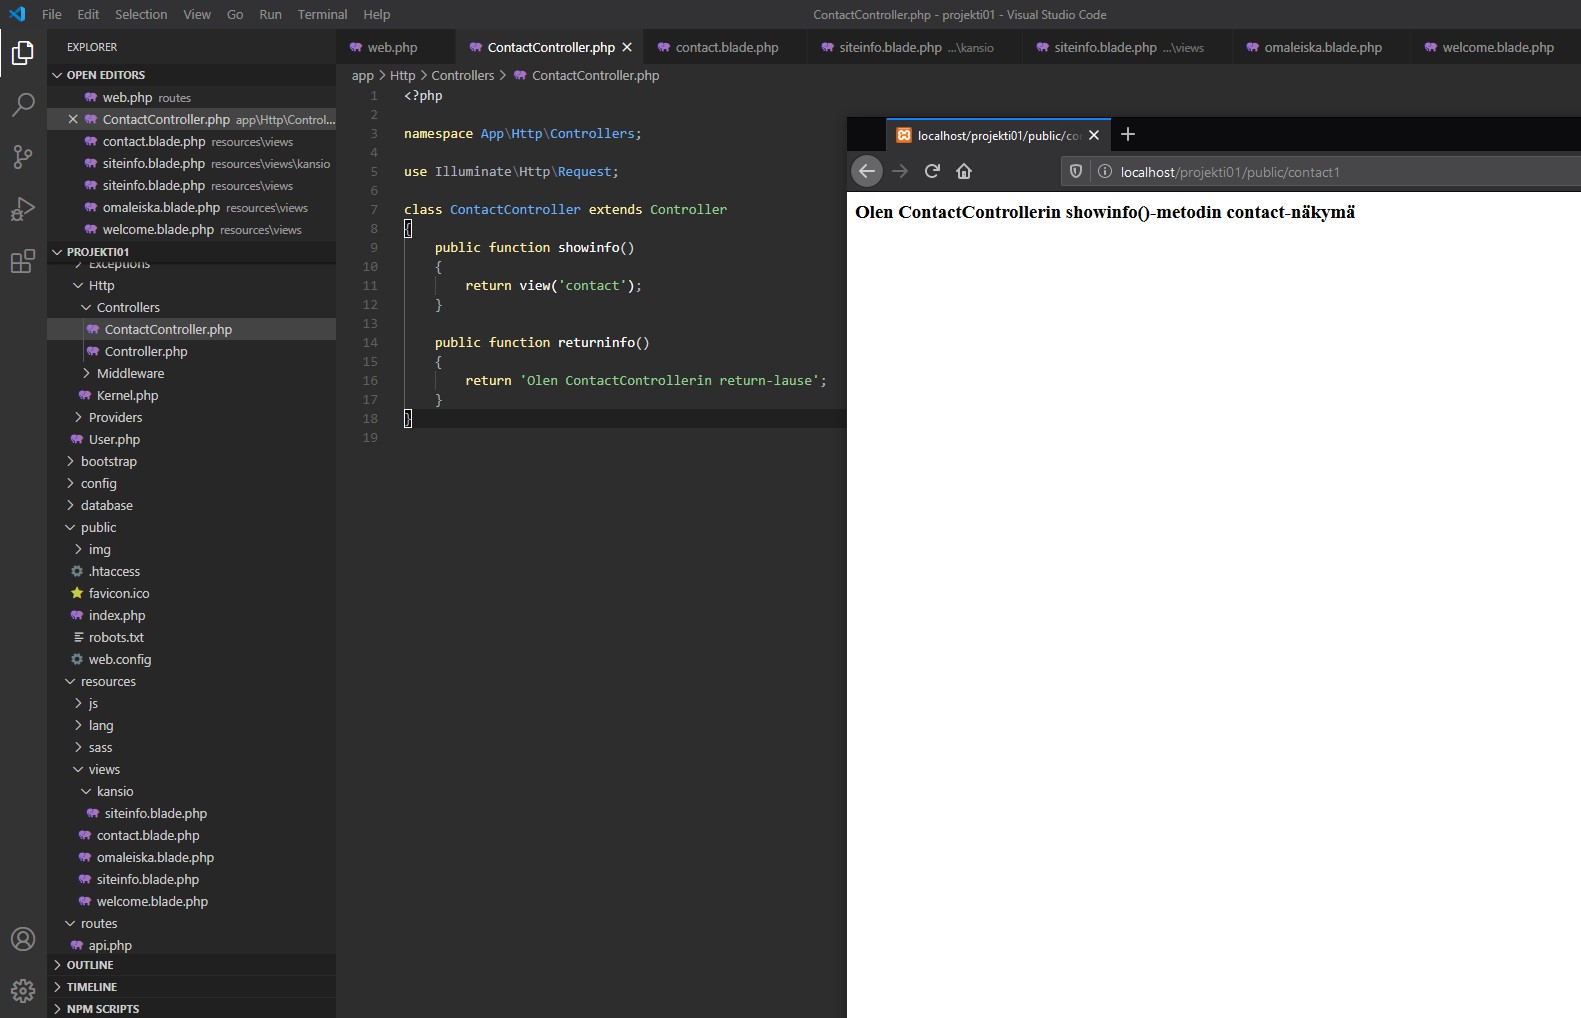 File Edit Selection View Go Run Terminal Help
ContactController.php - projekti01 - Visual Studio Code
EXPLORER
OPEN EDITORS
web.php routes
ContactController.php app\Http\Control...
contact.blade.php resources\views
siteinfo.blade.php resources\views\kansio
siteinfo.blade.php resources\views
omaleiska.blade.php resources\views
welcome.blade.php resources\views
PROJEKTI01
Exceptions
Http
Controllers
ContactController.php
Controller.php
Middleware
Kernel.php
Providers
User.php
bootstrap
config
database
public
img
.htaccess
favicon.ico
index.php
robots.txt
web.config
resources
js
lang
sass
views
kansio
siteinfo.blade.php
contact.blade.php
omaleiska.blade.php
siteinfo.blade.php
welcome.blade.php
routes
api.php
OUTLINE
TIMELINE
NPM SCRIPTS
web.php
ContactController.php
contact.blade.php
siteinfo.blade.php ...\kansio
siteinfo.blade.php ...\views
omaleiska.blade.php
welcome.blade.php
app > Http > Controllers > ContactController.php
1 <?php
2
3 namespace App\Http\Controllers;
4
5 use Illuminate\Http\Request;
6
7 class ContactController extends Controller
8 {
9 public function showinfo()
10 {
11 return view('contact');
12 }
13
14 public function returninfo()
15 {
16 return 'Olen ContactControllerin return-lause';
17 }
18 }
19
localhost/projekti01/public/co
localhost/projekti01/public/contact1
Olen ContactControllerin showinfo()-metodin contact-näkymä